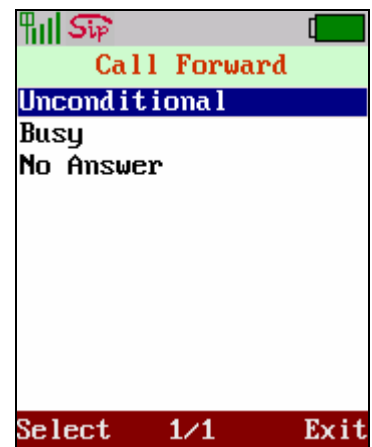 Sip
Call Forward
Unconditional
Busy
No Answer
Select 1/1 Exit